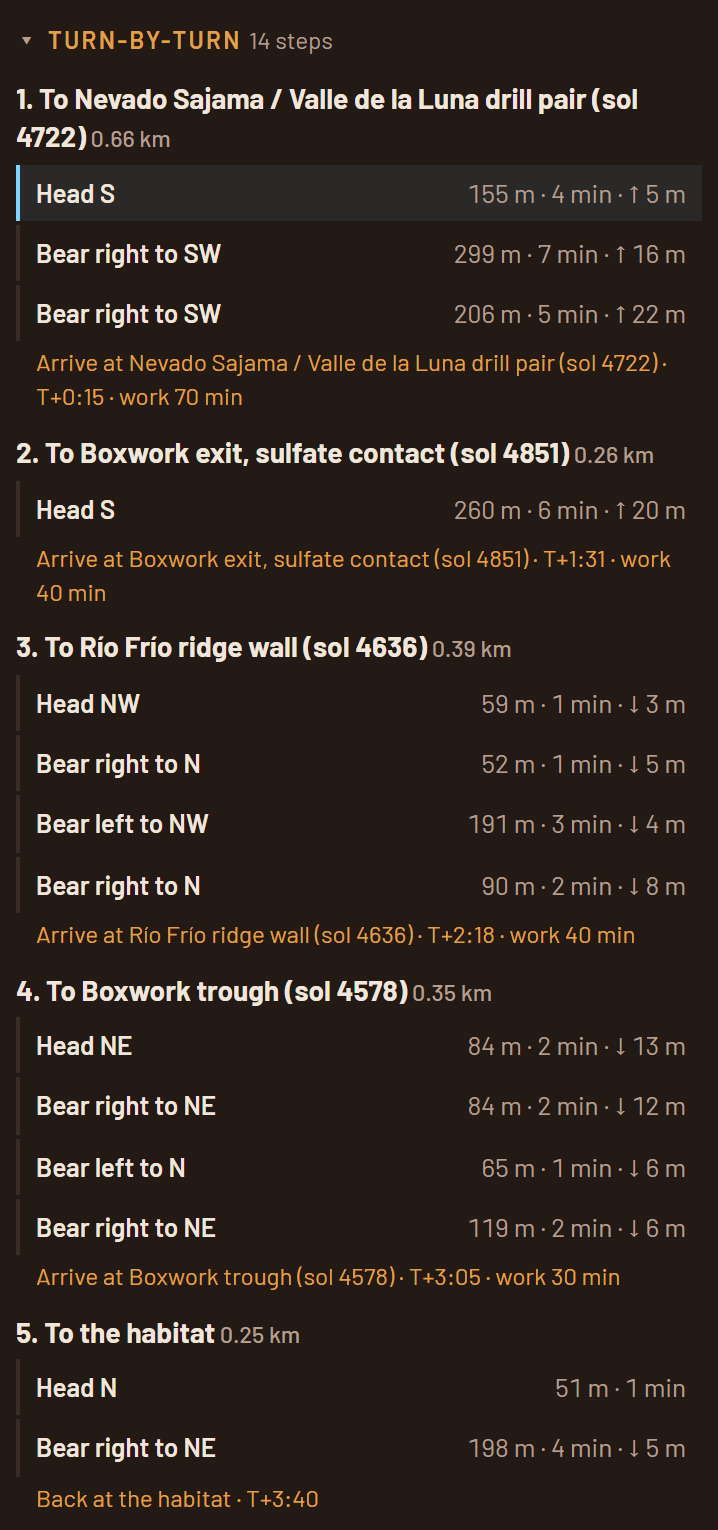 ▼ TURN-BY-TURN 14 steps
1. To Nevado Sajama / Valle de la Luna drill pair (sol
4722) 0.66 km
Head S 155 m · 4 min · ↑ 5 m
Bear right to SW 299 m · 7 min · ↑ 16 m
Bear right to SW 206 m · 5 min · ↑ 22 m
Arrive at Nevado Sajama / Valle de la Luna drill pair (sol 4722) ·
T+0:15 · work 70 min
2. To Boxwork exit, sulfate contact (sol 4851) 0.26 km
Head S 260 m · 6 min · ↑ 20 m
Arrive at Boxwork exit, sulfate contact (sol 4851) · T+1:31 · work
40 min
3. To Río Frío ridge wall (sol 4636) 0.39 km
Head NW 59 m · 1 min · ↓ 3 m
Bear right to N 52 m · 1 min · ↓ 5 m
Bear left to NW 191 m · 3 min · ↓ 4 m
Bear right to N 90 m · 2 min · ↓ 8 m
Arrive at Río Frío ridge wall (sol 4636) · T+2:18 · work 40 min
4. To Boxwork trough (sol 4578) 0.35 km
Head NE 84 m · 2 min · ↓ 13 m
Bear right to NE 84 m · 2 min · ↓ 12 m
Bear left to N 65 m · 1 min · ↓ 6 m
Bear right to NE 119 m · 2 min · ↓ 6 m
Arrive at Boxwork trough (sol 4578) · T+3:05 · work 30 min
5. To the habitat 0.25 km
Head N 51 m · 1 min
Bear right to NE 198 m · 4 min · ↓ 5 m
Back at the habitat · T+3:40